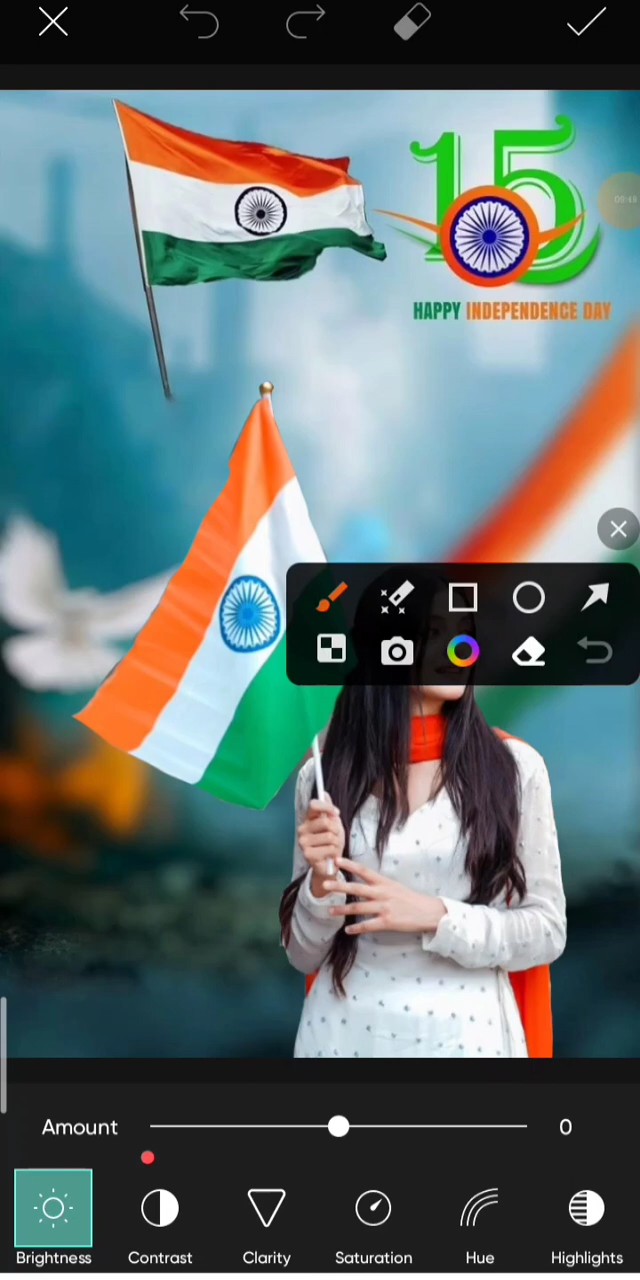 15
HAPPY INDEPENDENCE DAY
Amount 0
Brightness Contrast Clarity Saturation Hue Highlights